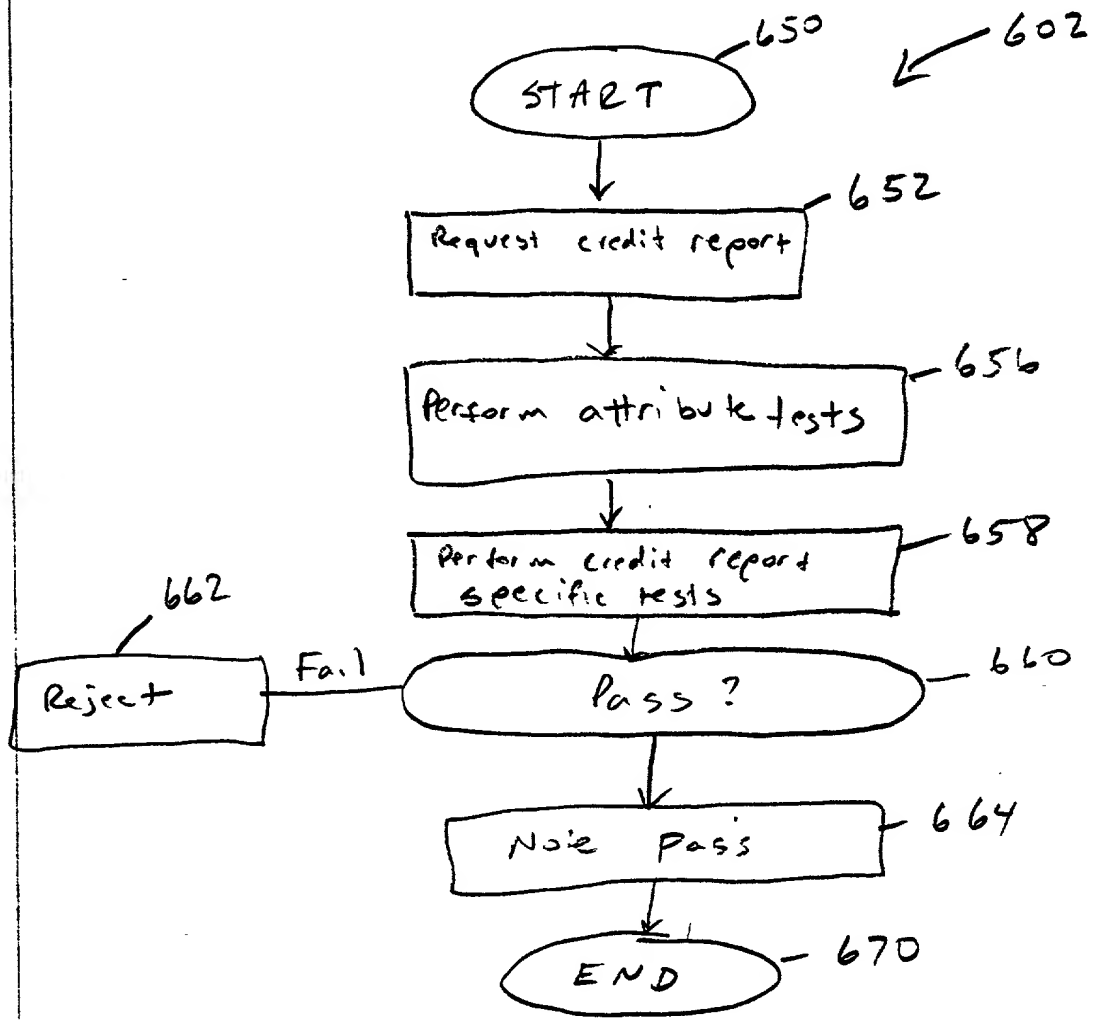 650
602
START
652
Request credit report
656
Perform attribute tests
658
Perform credit report
specific tests
662
Reject
Fail
Pass ?
660
Note Pass
664
END
670